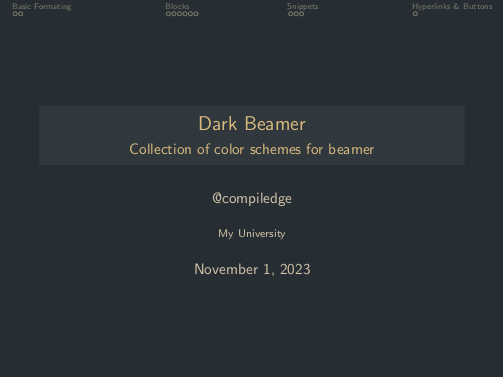 Basic Formating Blocks Snippets Hyperlinks & Buttons
Dark Beamer
Collection of color schemes for beamer
@compiledge
My University
November 1, 2023